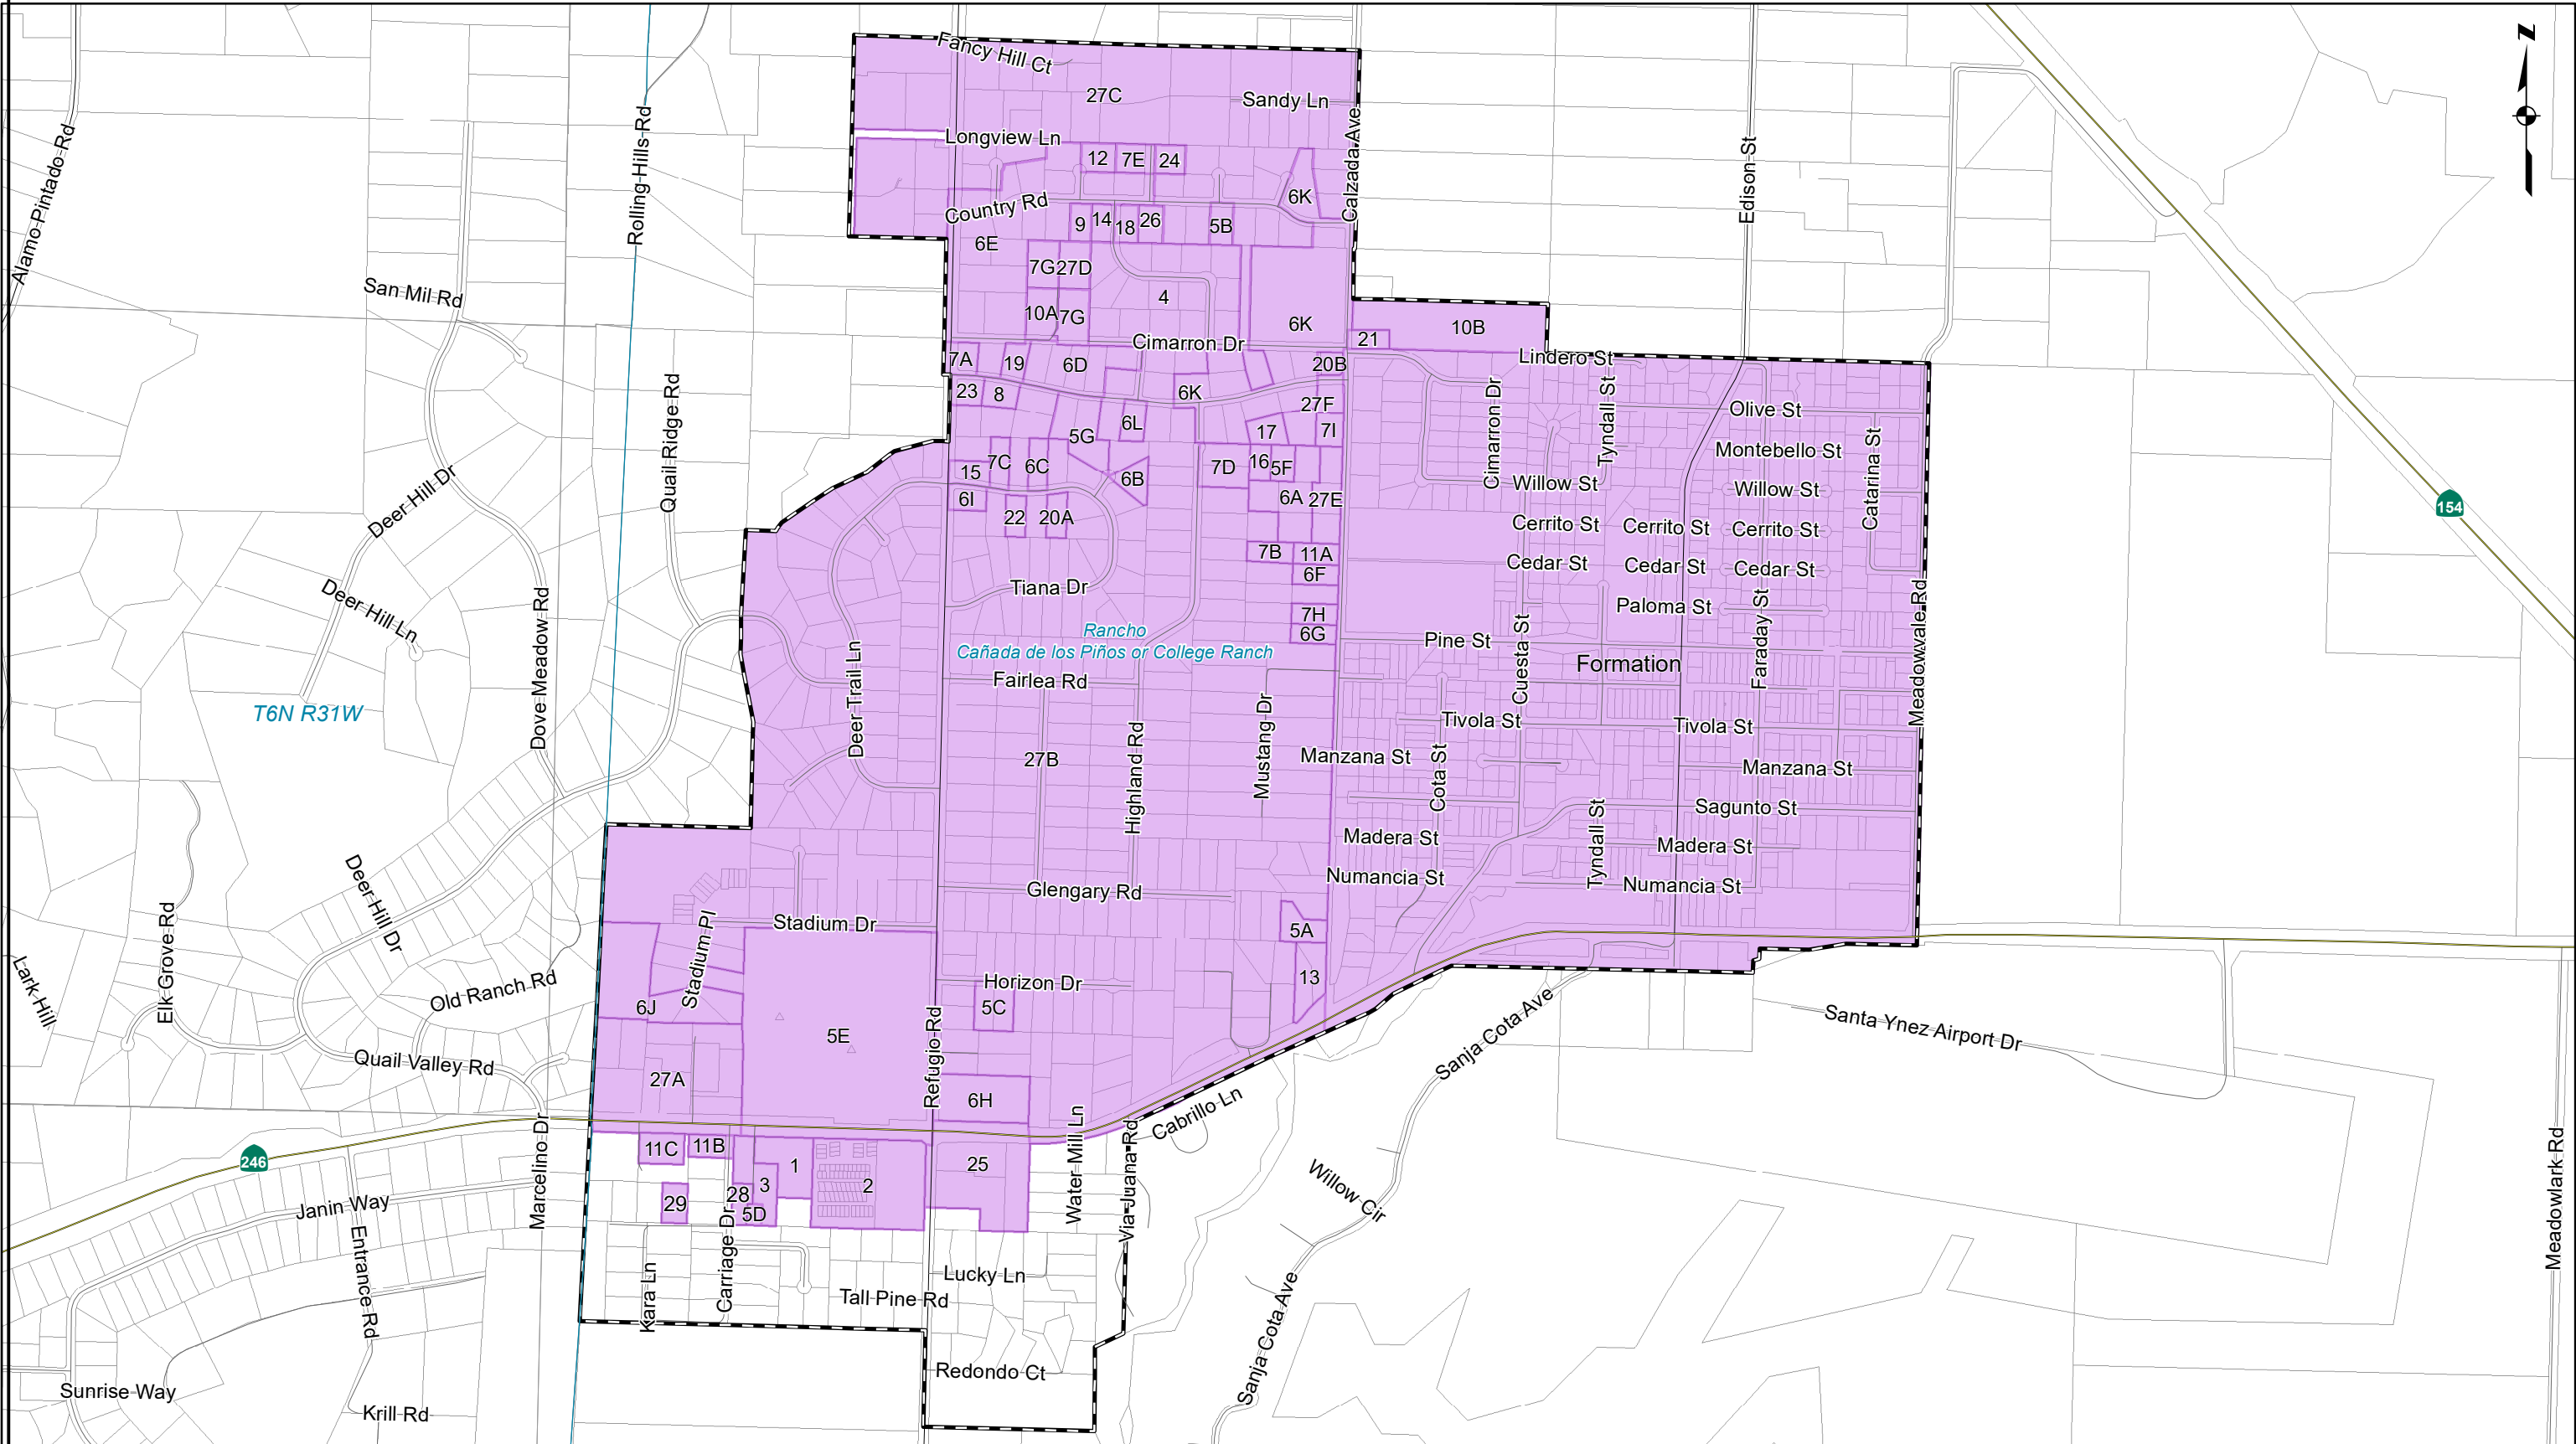 Fancy Hill Ct
27C
Sandy Ln
Longview Ln
12
7E
24
6K
Country Rd
9
14
18
26
5B
6E
7G
27D
4
10A
7G
6K
10B
21
Cimarron Dr
Lindero St
7A
19
6D
20B
23
8
6K
27F
6L
5G
17
7I
7C
6C
15
6B
7D
16
5F
6I
22
20A
6A
27E
7B
11A
6F
Tiana Dr
7H
6G
Rancho
Cañada de los Piños or College Ranch
Fairlea Rd
27B
Highland Rd
Mustang Dr
Glengary Rd
5A
13
Horizon Dr
5C
Stadium Dr
Stadium Pl
6J
5E
27A
6H
Refugio Rd
11C
11B
1
2
25
3
28
29
5D
Kara Ln
Carriage Dr
Tall Pine Rd
Lucky Ln
Redondo Ct
Water Mill Ln
Via Juana Rd
Cabrillo Ln
Calzada Ave
Edison St
Olive St
Montebello St
Willow St
Cerrito St
Cedar St
Paloma St
Catarina St
Tyndall St
Cimarron Dr
Willow St
Cerrito St
Cerrito St
Cedar St
Cedar St
Pine St
Formation
Cuesta St
Faraday St
Meadowvale Rd
Tivola St
Tivola St
Manzana St
Manzana St
Cota St
Sagunto St
Tyndall St
Madera St
Madera St
Numancia St
Numancia St
154
Santa Ynez Airport Dr
Sanja Cota Ave
Willow Cir
Sanja Cota Ave
Meadowlark Rd
Alamo Pintado Rd
Rolling Hills Rd
San Mil Rd
Quail Ridge Rd
Deer Hill Dr
Deer Hill Ln
Dove Meadow Rd
Deer Trail Ln
T6N R31W
Deer Hill Dr
Elk Grove Rd
Lark Hill
Old Ranch Rd
Quail Valley Rd
Marcelino Dr
246
Janin Way
Entrance Rd
Sunrise Way
Krill Rd
Z